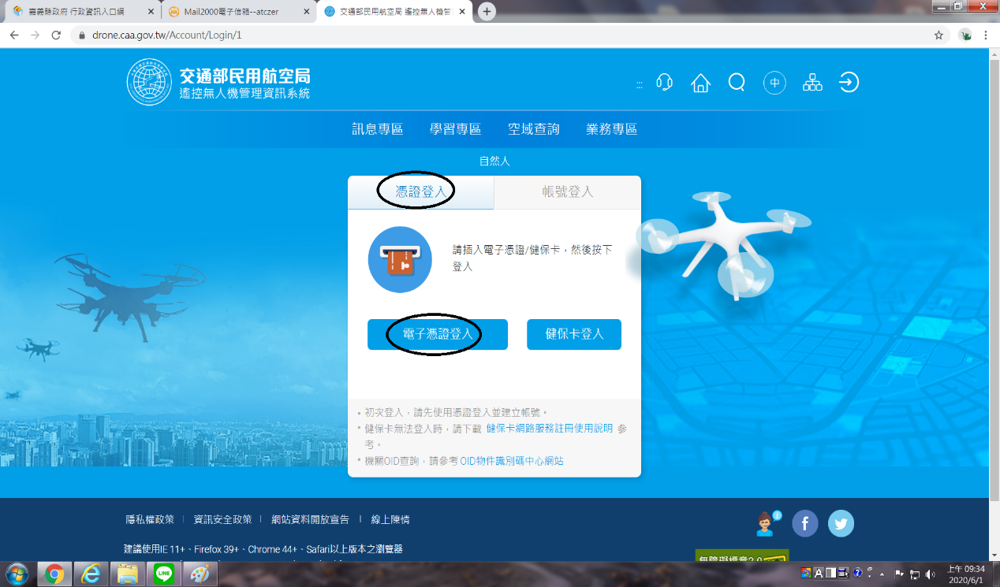 嘉義縣政府 行政資訊入口網
Mail2000電子信箱--atczer
交通部民用航空局 遙控無人機管
drone.caa.gov.tw/Account/Login/1
交通部民用航空局
遙控無人機管理資訊系統
:::
中
訊息專區 學習專區 空域查詢 業務專區
自然人
憑證登入 帳號登入
請插入電子憑證/健保卡，然後按下
登入
電子憑證登入 健保卡登入
初次登入，請先使用憑證登入並建立帳號。
健保卡無法登入時，請下載 健保卡網路服務註冊使用說明 參
考。
機關OID查詢，請參考 OID物件識別碼中心網站
隱私權政策 | 資訊安全政策 | 網站資料開放宣告 | 線上陳情
建議使用IE 11+、Firefox 39+、Chrome 44+、Safari以上版本之瀏覽器
無障礙標章2.0
LINE
A
上午 09:34
2020/6/1